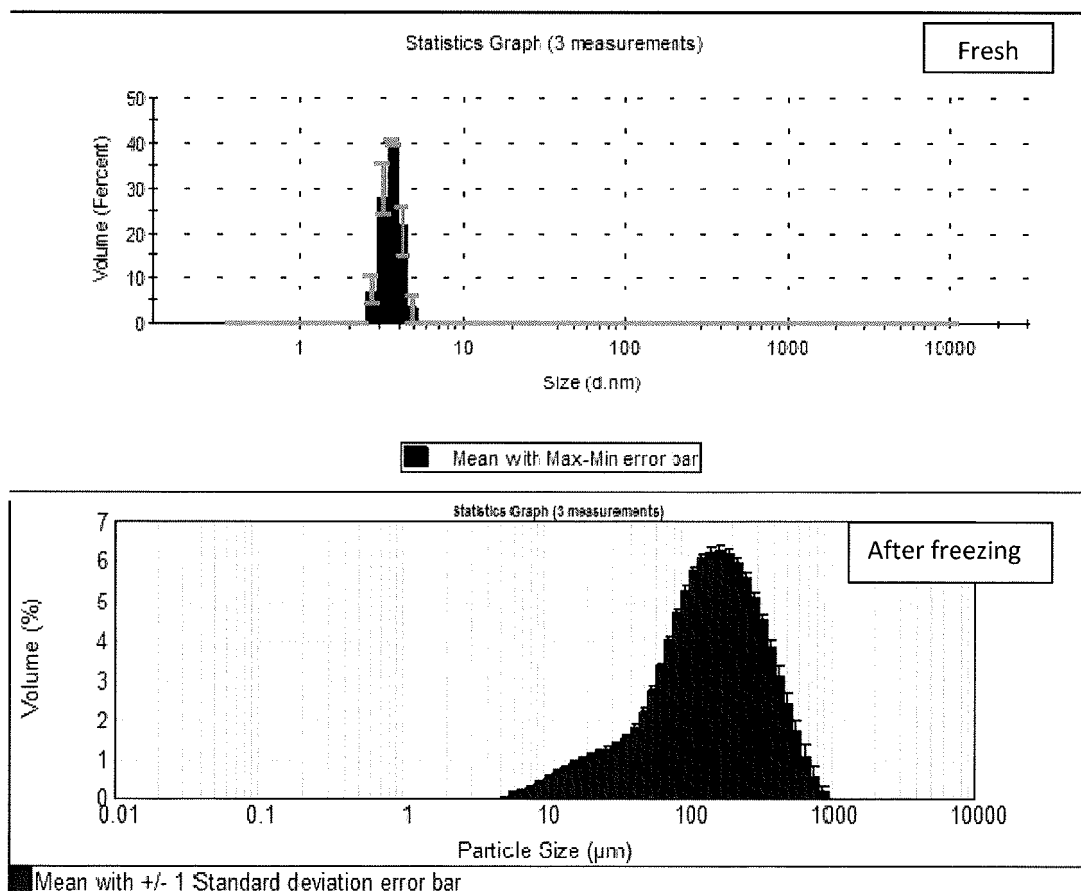 Statistics Graph (3 measurements)
Fresh
50
40
30
20
10
0
Volume (Percent)
1 10 100 1000 10000
Size (d.nm)
Mean with Max-Min error bar
Statistics Graph (3 measurements)
After freezing
7
6
5
4
3
2
1
0
Volume (%)
0.01 0.1 1 10 100 1000 10000
Particle Size (µm)
Mean with +/- 1 Standard deviation error bar